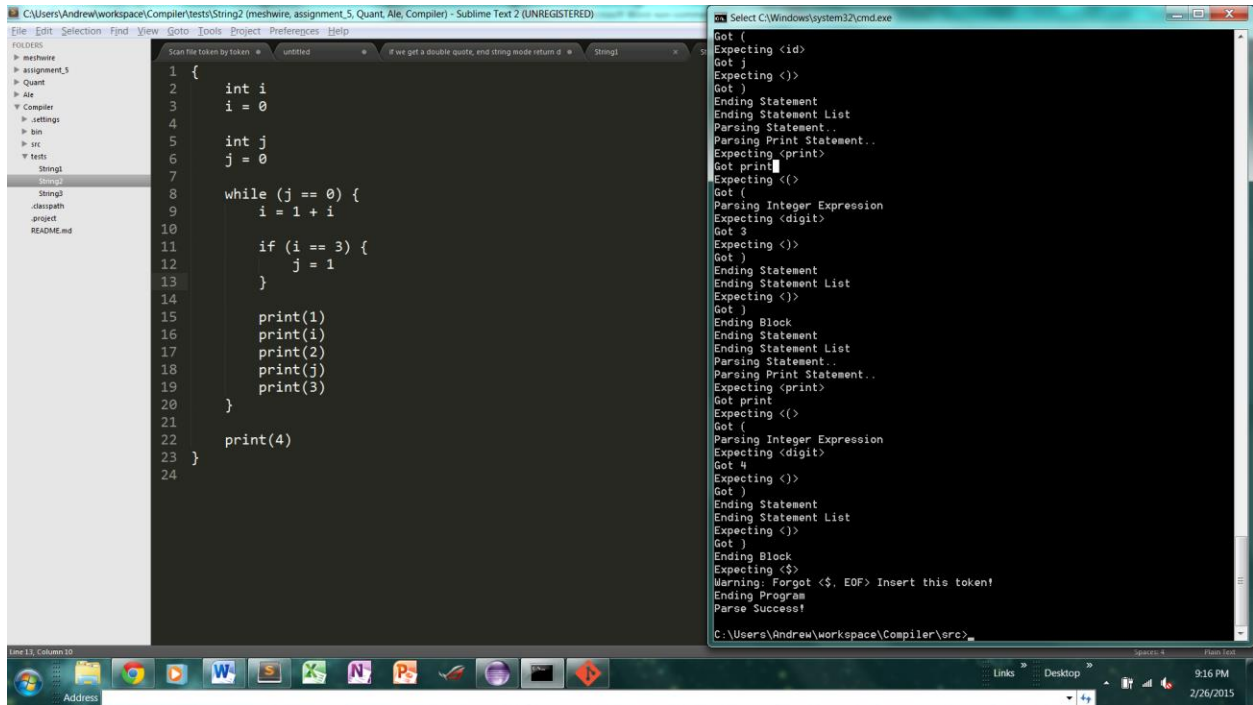 C:\Users\Andrew\workspace\Compiler\tests\String2 (meshwire, assignment_5, Quant, Ale, Compiler) - Sublime Text 2 (UNREGISTERED)
File Edit Selection Find View Goto Tools Project Preferences Help
FOLDERS
meshwire
assignment_5
Quant
Ale
Compiler
.settings
bin
src
tests
String1
String2
String3
.classpath
.project
README.md
Scan file token by token
untitled
if we get a double quote, end string mode return d
String1
1 {
2 int i
3 i = 0
4
5 int j
6 j = 0
7
8 while (j == 0) {
9 i = 1 + i
10
11 if (i == 3) {
12 j = 1
13 }
14
15 print(1)
16 print(i)
17 print(2)
18 print(j)
19 print(3)
20 }
21
22 print(4)
23 }
24
Line 13, Column 10
Select C:\Windows\system32\cmd.exe
Got (
Expecting <id>
Got j
Expecting <)>
Got )
Ending Statement
Ending Statement List
Parsing Statement..
Parsing Print Statement..
Expecting <print>
Got print
Expecting <(>
Got (
Parsing Integer Expression
Expecting <digit>
Got 3
Expecting <)>
Got )
Ending Statement
Ending Statement List
Expecting <}>
Got }
Ending Block
Ending Statement
Ending Statement List
Parsing Statement..
Parsing Print Statement..
Expecting <print>
Got print
Expecting <(>
Got (
Parsing Integer Expression
Expecting <digit>
Got 4
Expecting <)>
Got )
Ending Statement
Ending Statement List
Expecting <}>
Got }
Ending Block
Expecting <$>
Warning: Forgot <$, EOF> Insert this token!
Ending Program
Parse Success!
C:\Users\Andrew\workspace\Compiler\src>
Spaces: 4
Plain Text
Links
Desktop
9:16 PM
2/26/2015
Address